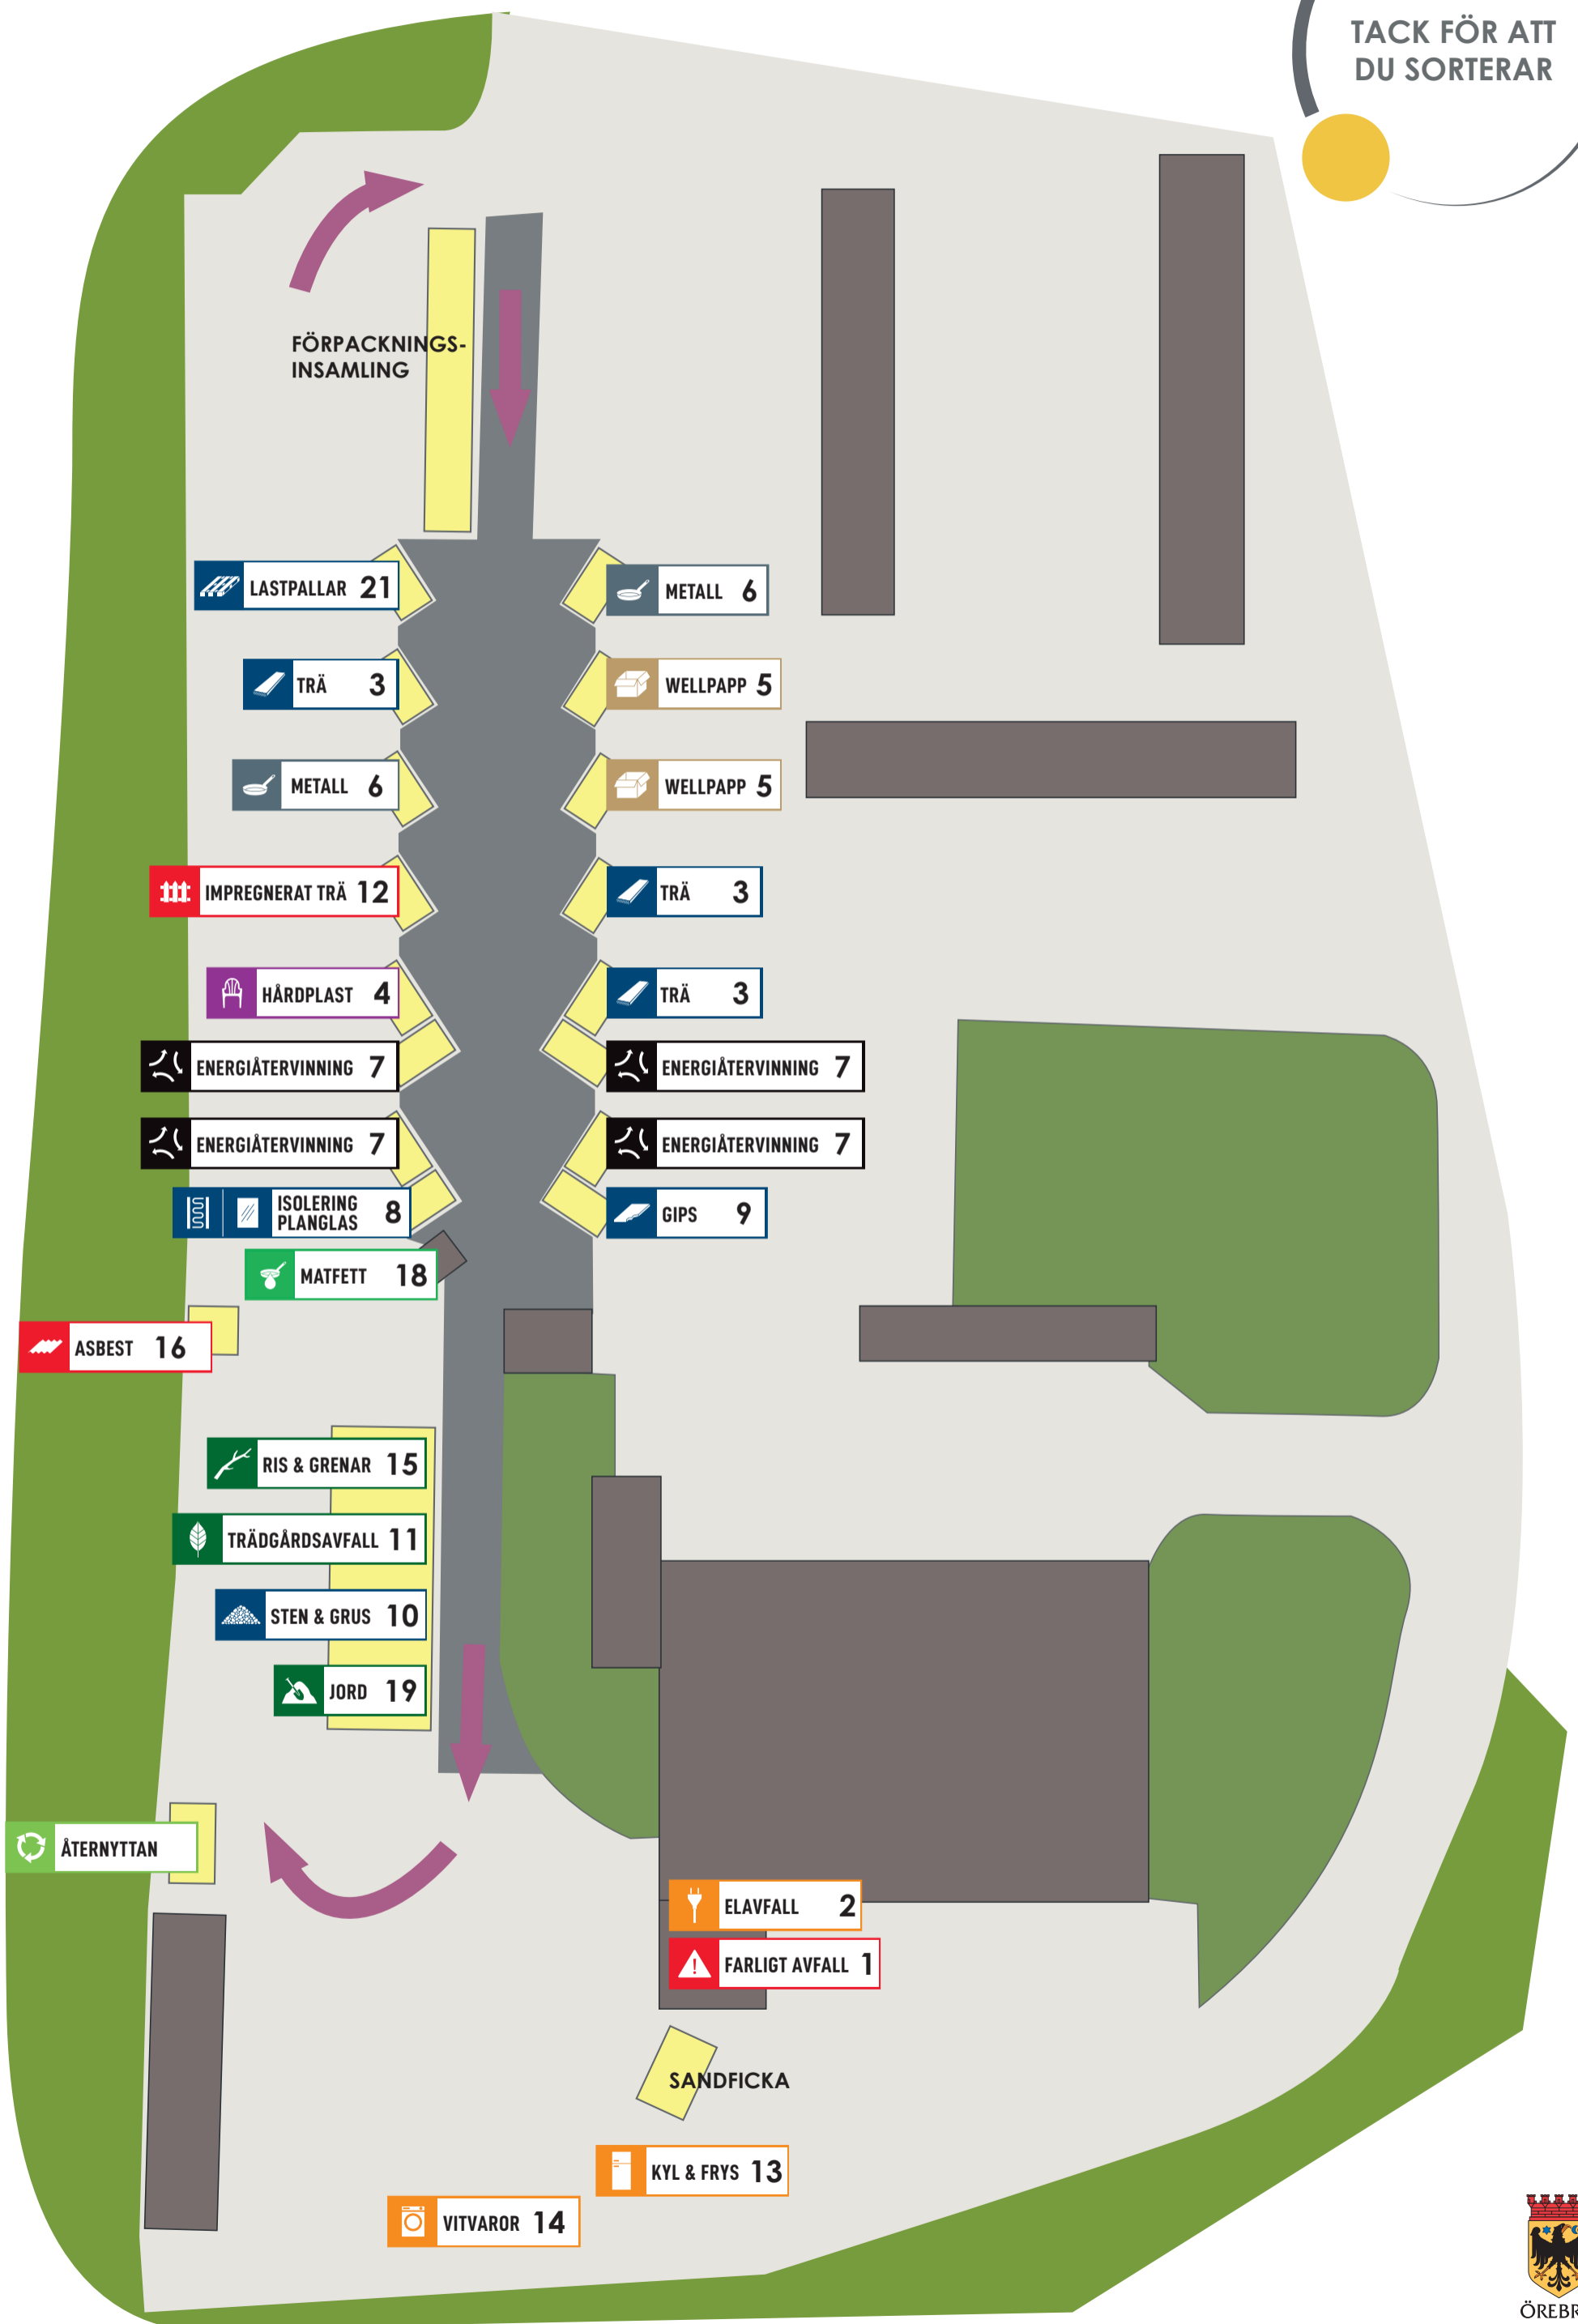 TACK FÖR ATT
DU SORTERAR
FÖRPACKNINGS-
INSAMLING
LASTPALLAR 21
METALL 6
TRÄ 3
WELLPAPP 5
METALL 6
WELLPAPP 5
IMPREGNERAT TRÄ 12
TRÄ 3
HÅRDPLAST 4
TRÄ 3
ENERGIÅTERVINNING 7
ENERGIÅTERVINNING 7
ENERGIÅTERVINNING 7
ENERGIÅTERVINNING 7
ISOLERING
PLANGLAS 8
GIPS 9
MATFETT 18
ASBEST 16
RIS & GRENAR 15
TRÄDGÅRDSAVFALL 11
STEN & GRUS 10
JORD 19
ÅTERNYTTAN
ELAVFALL 2
FARLIGT AVFALL 1
SANDFICKA
KYL & FRYS 13
VITVAROR 14